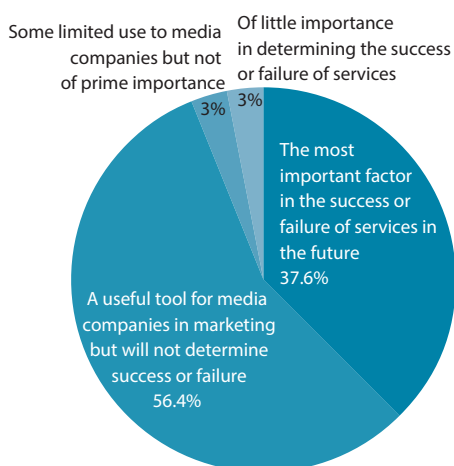 Some limited use to media
companies but not
of prime importance
3%
Of little importance
in determining the success
or failure of services
3%
The most
important factor
in the success or
failure of services in
the future
37.6%
A useful tool for media
companies in marketing
but will not determine
success or failure
56.4%